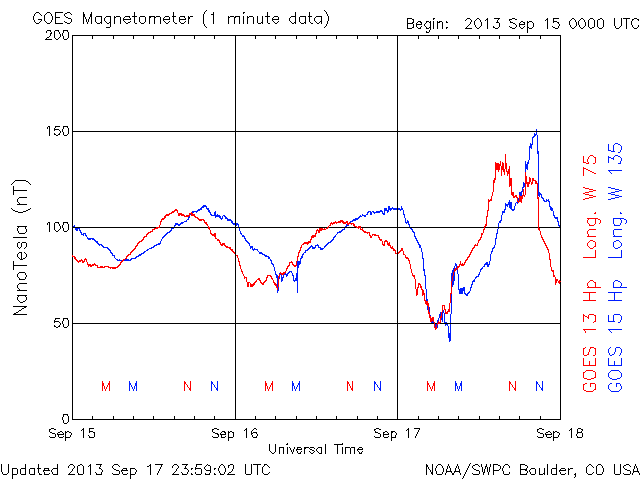 GOES Magnetometer (1 minute data)
Begin: 2013 Sep 15 0000 UTC
200
150
100
50
0
NanoTesla (nT)
M M N N M M N N M M N N
Sep 15 Sep 16 Sep 17 Sep 18
Universal Time
GOES 13 Hp Long. W 75
GOES 15 Hp Long. W 135
Updated 2013 Sep 17 23:59:02 UTC
NOAA/SWPC Boulder, CO USA